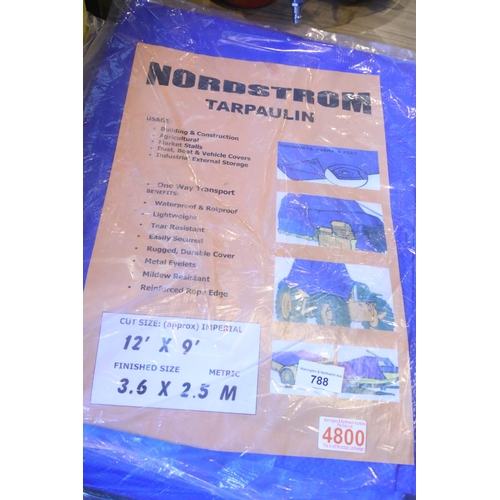 NORDSTROM
TARPAULIN
USAGE:
• Building & Construction
• Agricultural
• Market Stalls
• Dust, Boat & Vehicle Covers
• Industrial External Storage
• One Way Transport
BENEFITS:
• Waterproof & Rotproof
• Lightweight
• Tear Resistant
• Easily Secured
• Rugged, Durable Cover
• Metal Eyelets
• Mildew Resistant
• Reinforced Rope Edge
CUT SIZE: (approx) IMPERIAL
12' X 9'
FINISHED SIZE METRIC
3.6 X 2.5 M
788
4800